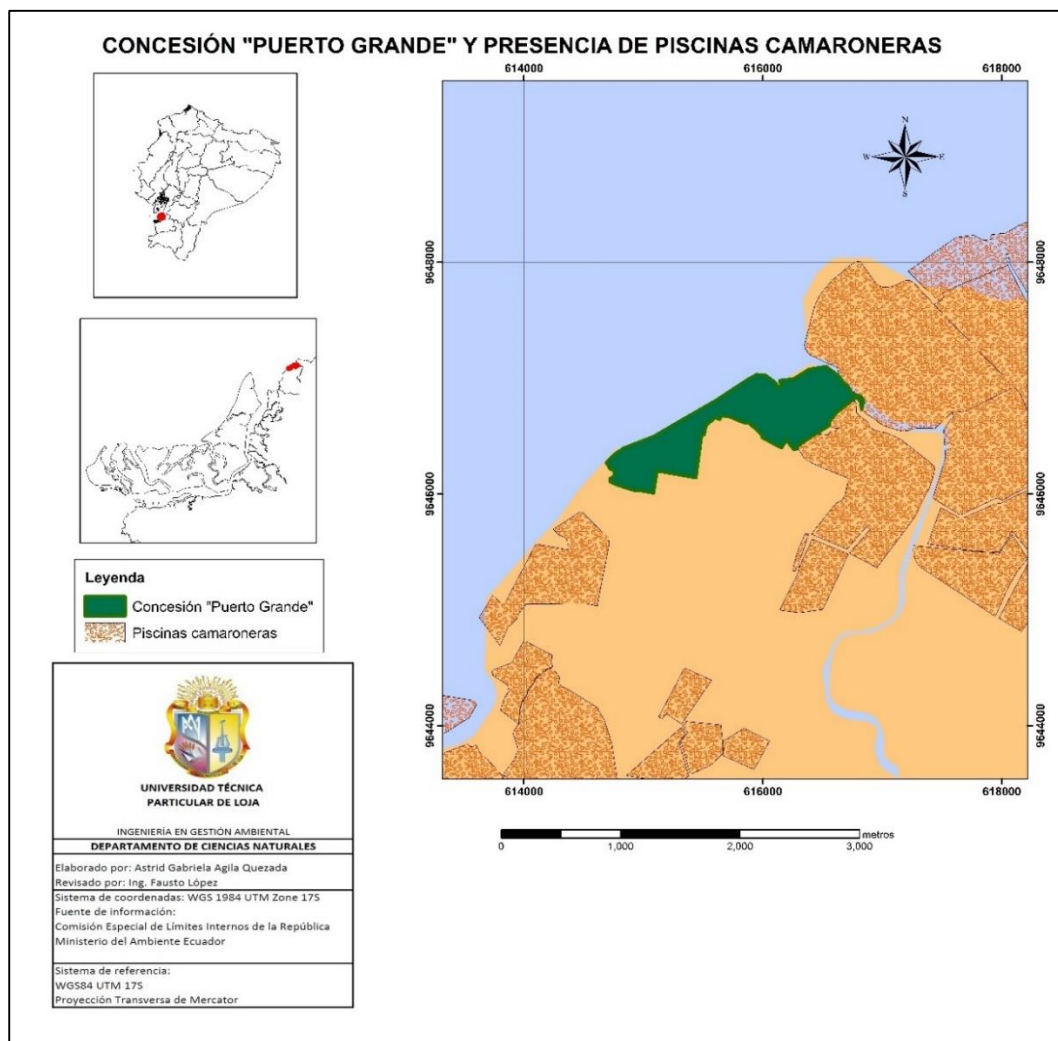 CONCESIÓN "PUERTO GRANDE" Y PRESENCIA DE PISCINAS CAMARONERAS
614000 616000 618000
N
W E
S
9648000 9648000
9646000 9646000
9644000 9644000
614000 616000 618000
metros
0 1,000 2,000 3,000
Leyenda
Concesión "Puerto Grande"
Piscinas camaroneras
UNIVERSIDAD TÉCNICA
PARTICULAR DE LOJA
INGENIERÍA EN GESTIÓN AMBIENTAL
DEPARTAMENTO DE CIENCIAS NATURALES
Elaborado por: Astrid Gabriela Agila Quezada
Revisado por: Ing. Fausto López
Sistema de coordenadas: WGS 1984 UTM Zone 17S
Fuente de información:
Comisión Especial de Límites Internos de la República
Ministerio del Ambiente Ecuador
Sistema de referencia:
WGS84 UTM 17S
Proyección Transversa de Mercator